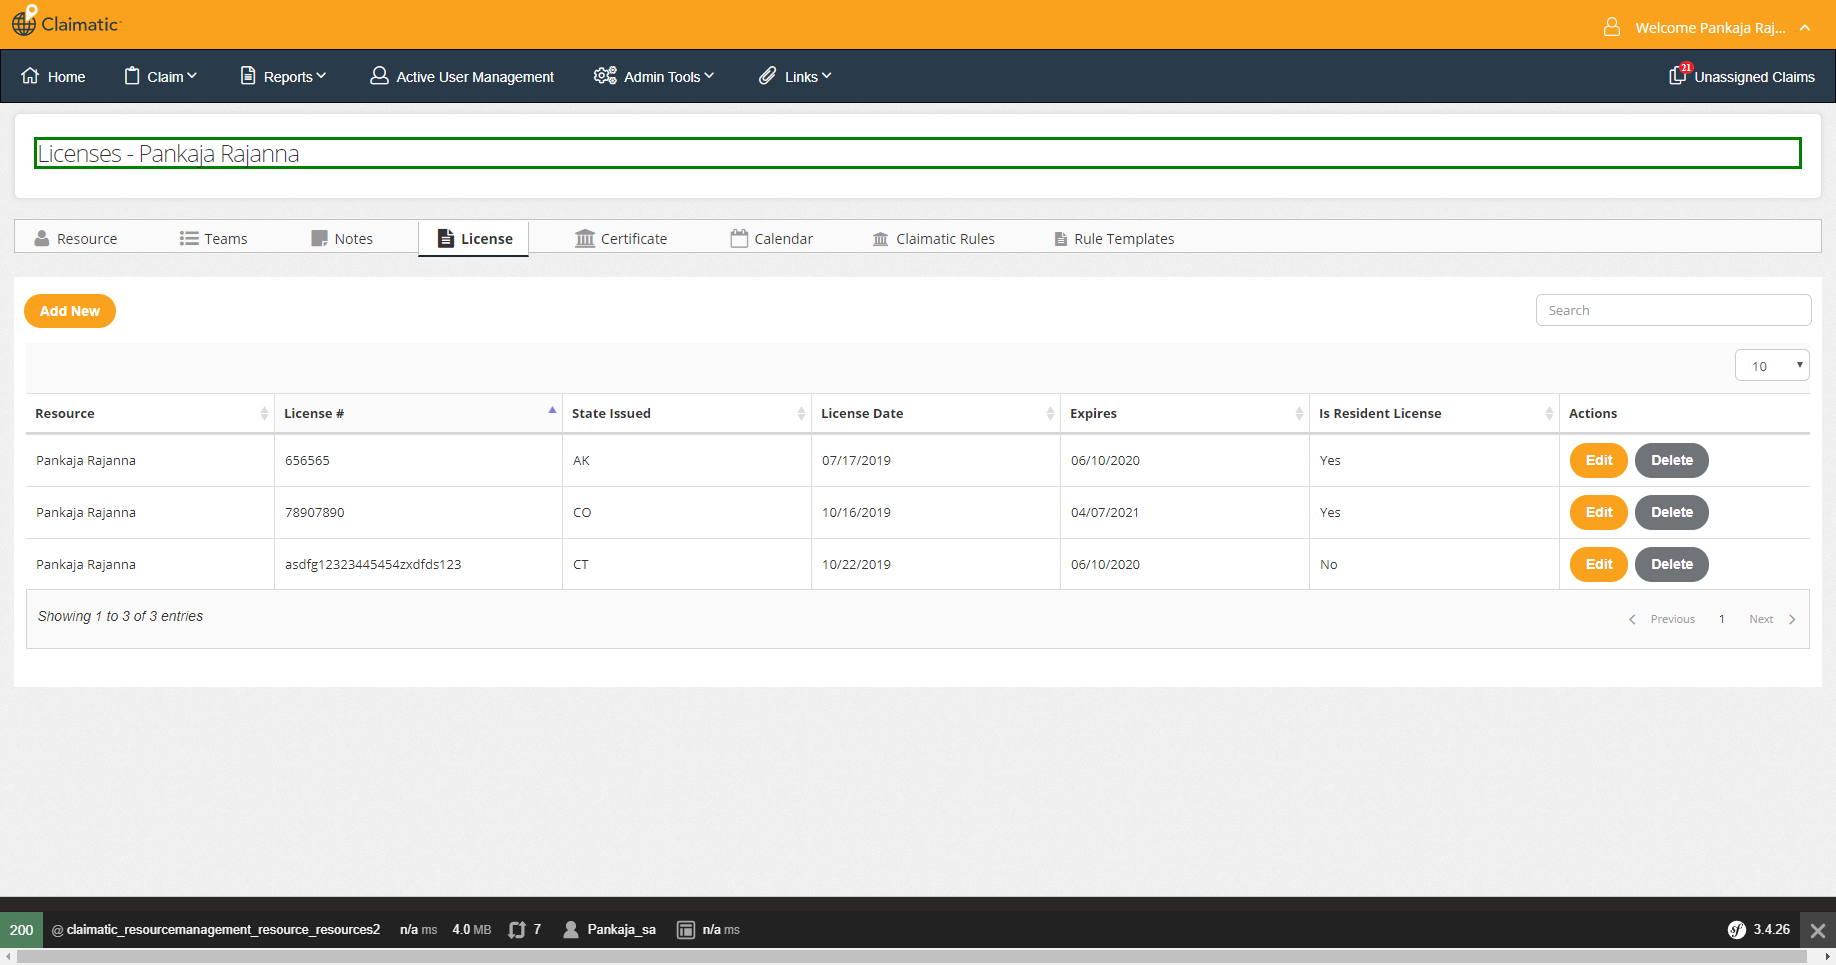 Claimatic
Welcome Pankaja Raj...
Home
Claim
Reports
Active User Management
Admin Tools
Links
21
Unassigned Claims
Licenses - Pankaja Rajanna
Resource
Teams
Notes
License
Certificate
Calendar
Claimatic Rules
Rule Templates
Add New
Search
10
Resource License # State Issued License Date Expires Is Resident License Actions
Pankaja Rajanna 656565 AK 07/17/2019 06/10/2020 Yes Edit Delete
Pankaja Rajanna 78907890 CO 10/16/2019 04/07/2021 Yes Edit Delete
Pankaja Rajanna asdfg12323445454zxdfds123 CT 10/22/2019 06/10/2020 No Edit Delete
Showing 1 to 3 of 3 entries
Previous 1 Next
200 @ claimatic_resourcemanagement_resource_resources2 n/a ms 4.0 MB 7 Pankaja_sa n/a ms sf 3.4.26